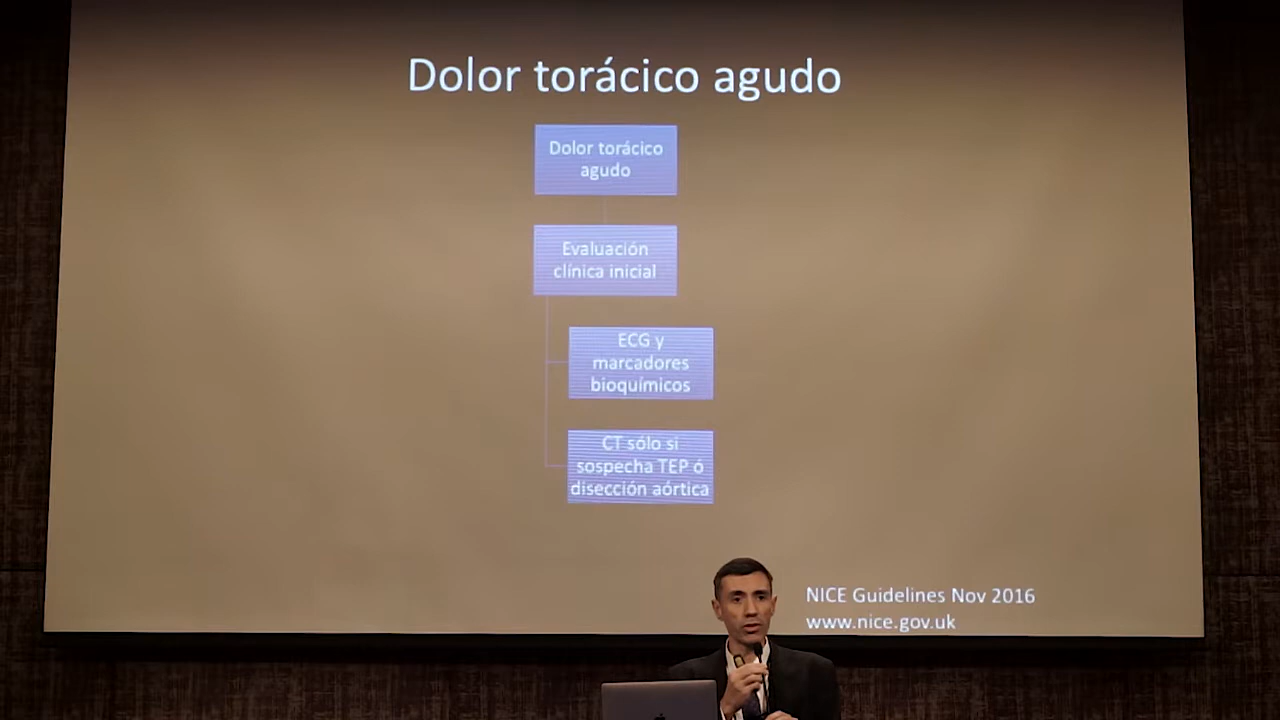 Dolor torácico agudo
Dolor torácico
agudo
Evaluación
clínica inicial
ECG y
marcadores
bioquímicos
CT sólo si
sospecha TEP ó
disección aórtica
NICE Guidelines Nov 2016
www.nice.gov.uk